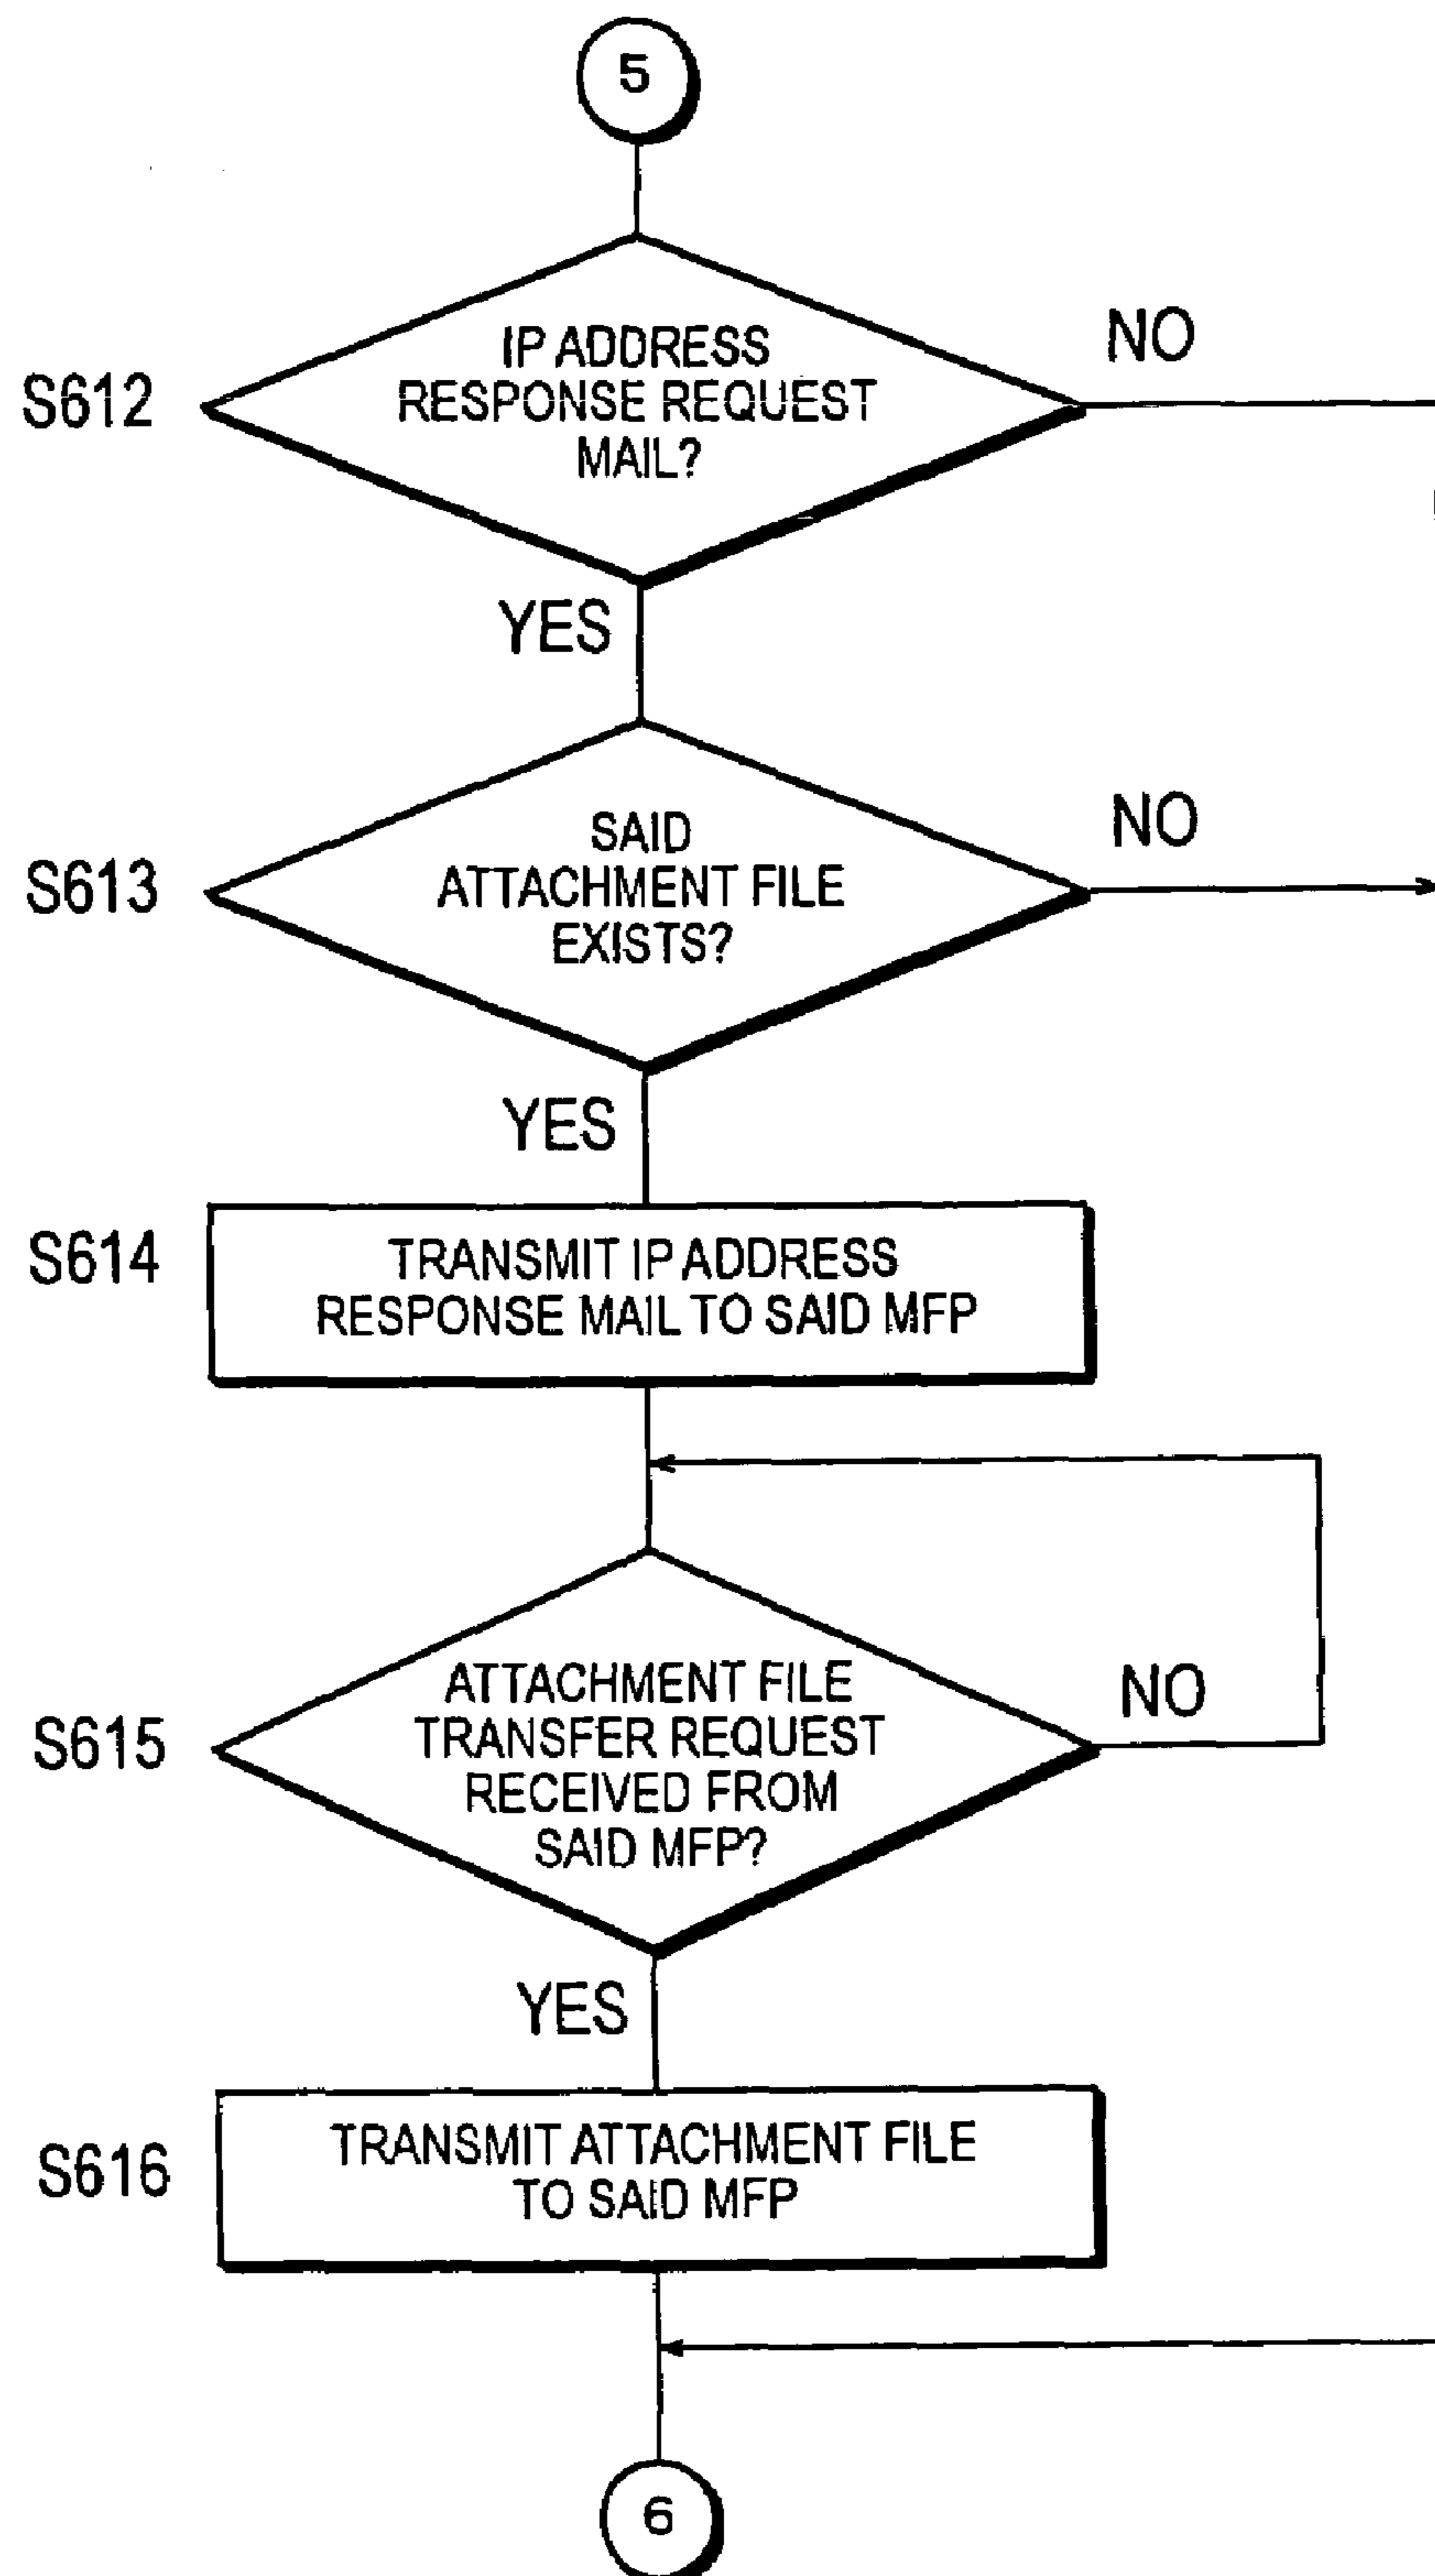 5
IP ADDRESS
RESPONSE REQUEST
MAIL?
NO
S612
YES
SAID
ATTACHMENT FILE
EXISTS?
NO
S613
YES
S614
TRANSMIT IP ADDRESS
RESPONSE MAIL TO SAID MFP
ATTACHMENT FILE
TRANSFER REQUEST
RECEIVED FROM
SAID MFP?
NO
S615
YES
S616
TRANSMIT ATTACHMENT FILE
TO SAID MFP
6